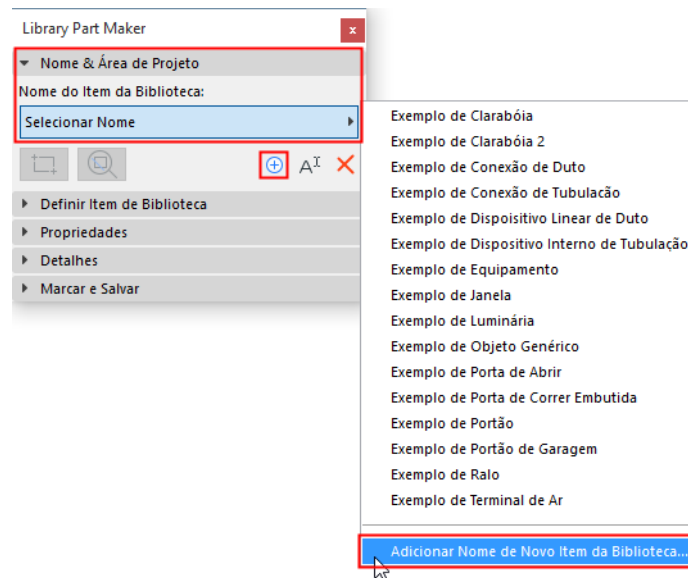 Library Part Maker
x
Nome & Área de Projeto
Nome do Item da Biblioteca:
Selecionar Nome
AI
Definir Item de Biblioteca
Propriedades
Detalhes
Marcar e Salvar
Exemplo de Clarabóia
Exemplo de Clarabóia 2
Exemplo de Conexão de Duto
Exemplo de Conexão de Tubulacão
Exemplo de Dispoisitivo Linear de Duto
Exemplo de Dispositivo Interno de Tubulação
Exemplo de Equipamento
Exemplo de Janela
Exemplo de Luminária
Exemplo de Objeto Genérico
Exemplo de Porta de Abrir
Exemplo de Porta de Correr Embutida
Exemplo de Portão
Exemplo de Portão de Garagem
Exemplo de Ralo
Exemplo de Terminal de Ar
Adicionar Nome de Novo Item da Biblioteca...